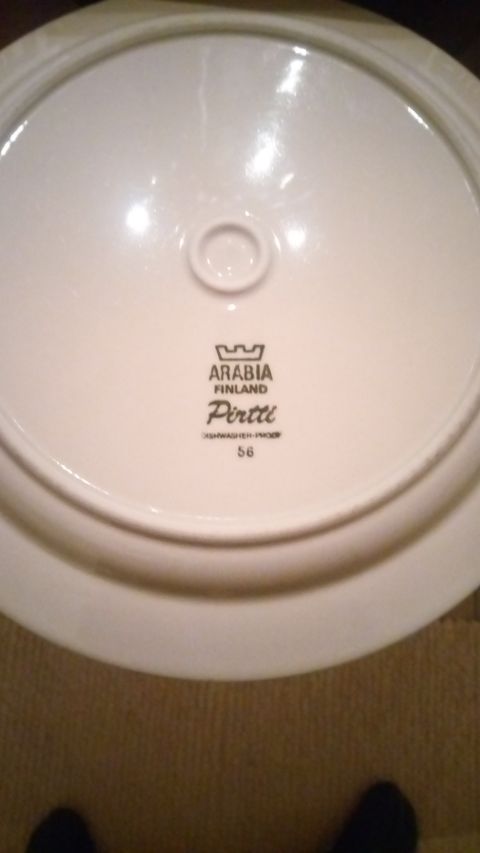 ARABIA
FINLAND
Pirtti
DISHWASHER-PROOF
56